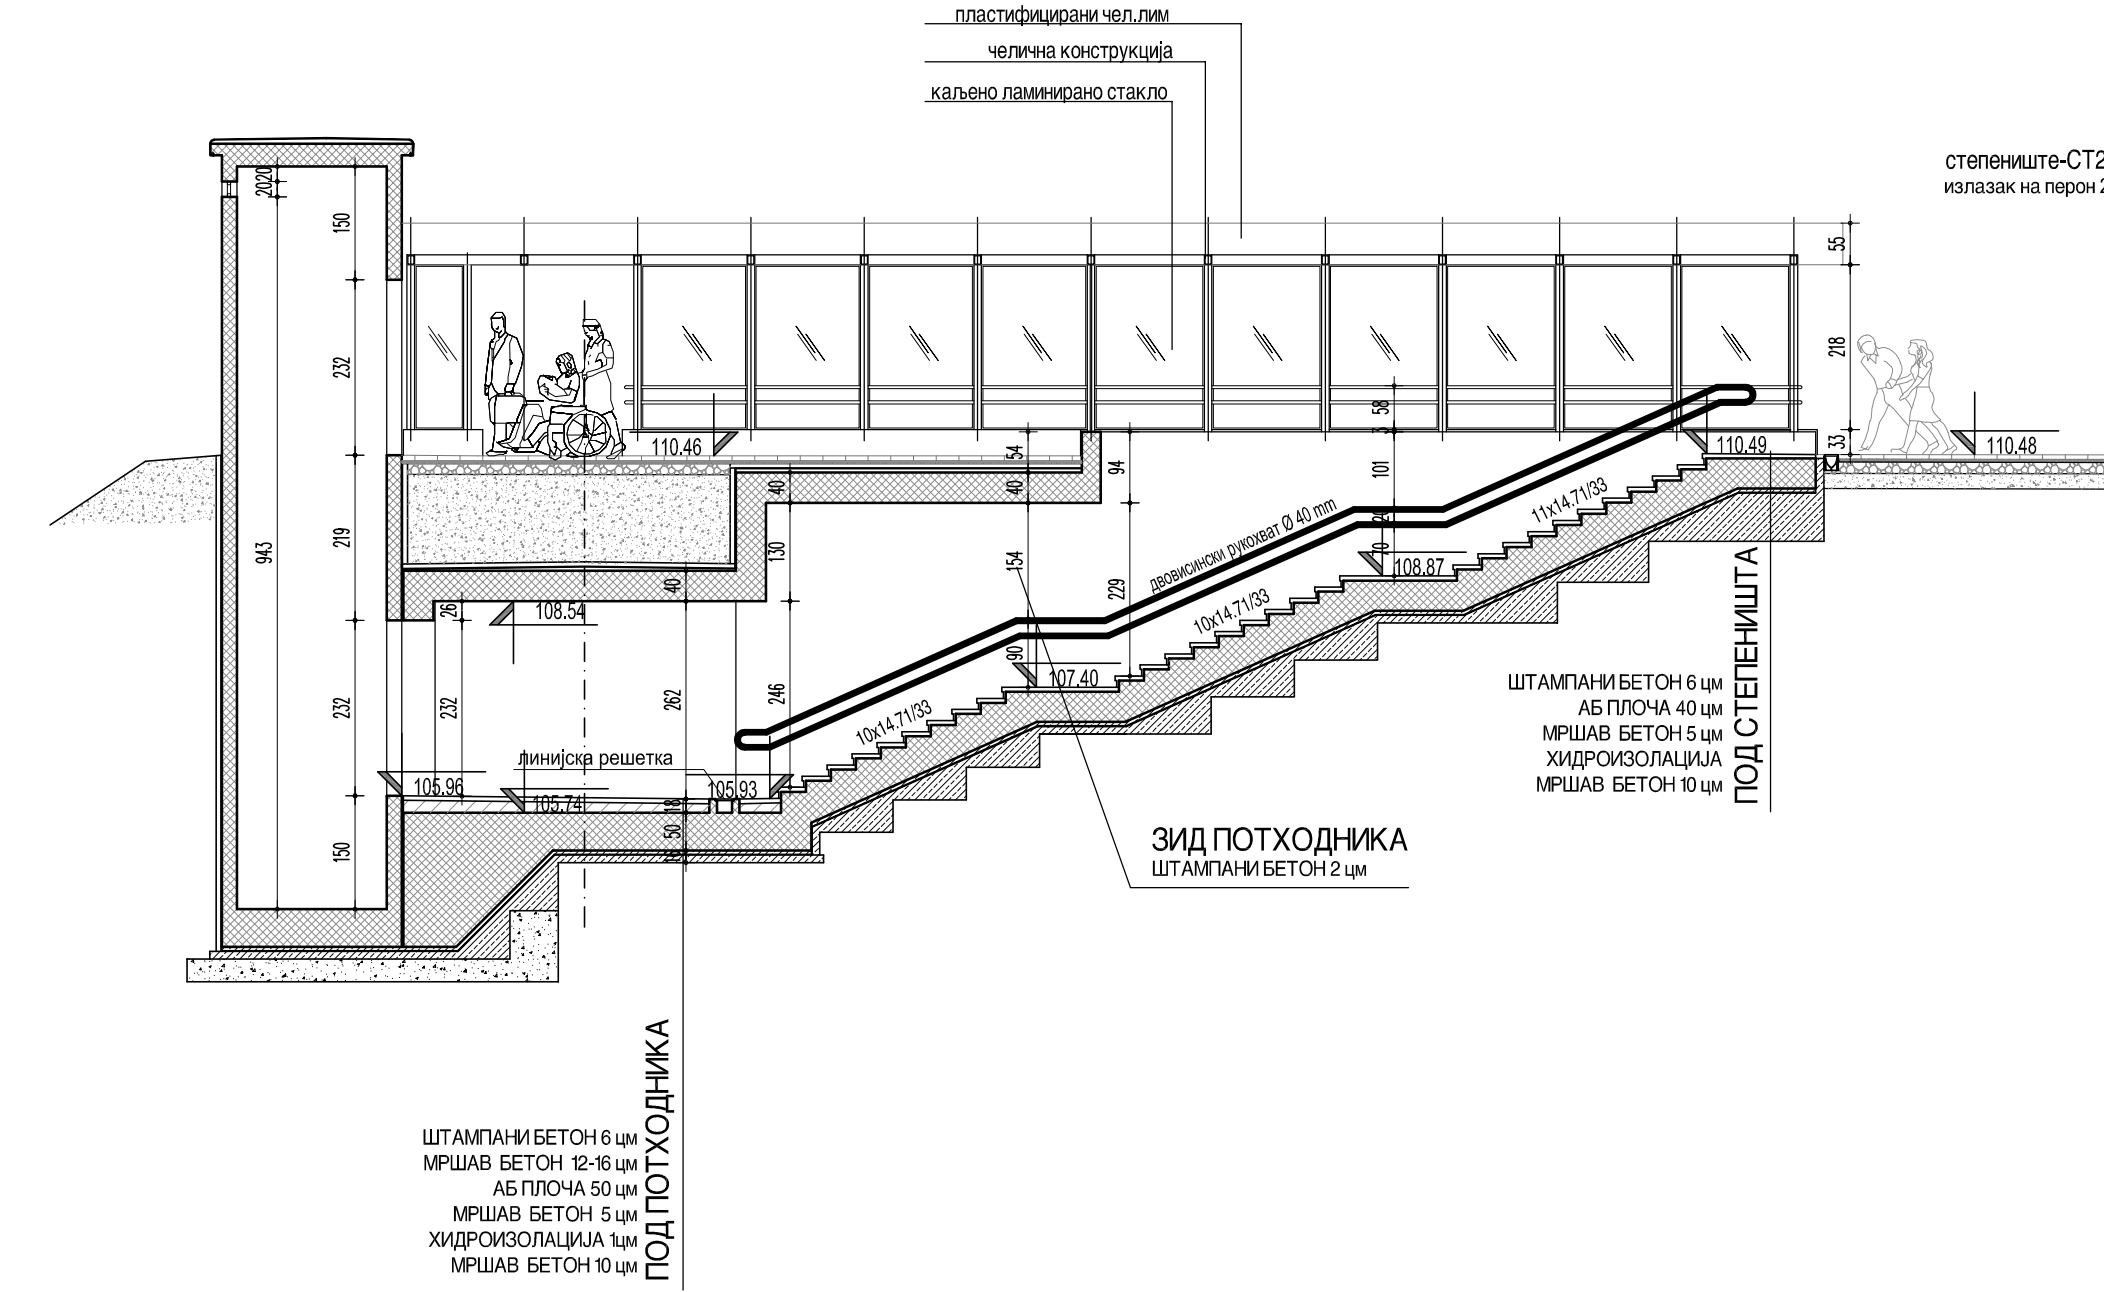 пластифицирани чел.лим
челична конструкција
каљено ламинирано стакло
степениште-СТ2
излазак на перон 2
2020
150
232
219
943
232
150
55
218
33
110.46
110.49
110.48
54
94
40
40
58
3
101
20
70
130
154
229
40
26
108.54
108.87
11x14.71/33
двовисински рукохват Ø 40 mm
10x14.71/33
90
107.40
232
262
246
10x14.71/33
линијска решетка
105.96
105.74
105.93
18
50
16
ЗИД ПОТХОДНИКА
ШТАМПАНИ БЕТОН 2 цм
ПОД СТЕПЕНИШТА
ШТАМПАНИ БЕТОН 6 цм
АБ ПЛОЧА 40 цм
МРШАВ БЕТОН 5 цм
ХИДРОИЗОЛАЦИЈА
МРШАВ БЕТОН 10 цм
ПОД ПОТХОДНИКА
ШТАМПАНИ БЕТОН 6 цм
МРШАВ БЕТОН 12-16 цм
АБ ПЛОЧА 50 цм
МРШАВ БЕТОН 5 цм
ХИДРОИЗОЛАЦИЈА 1цм
МРШАВ БЕТОН 10 цм